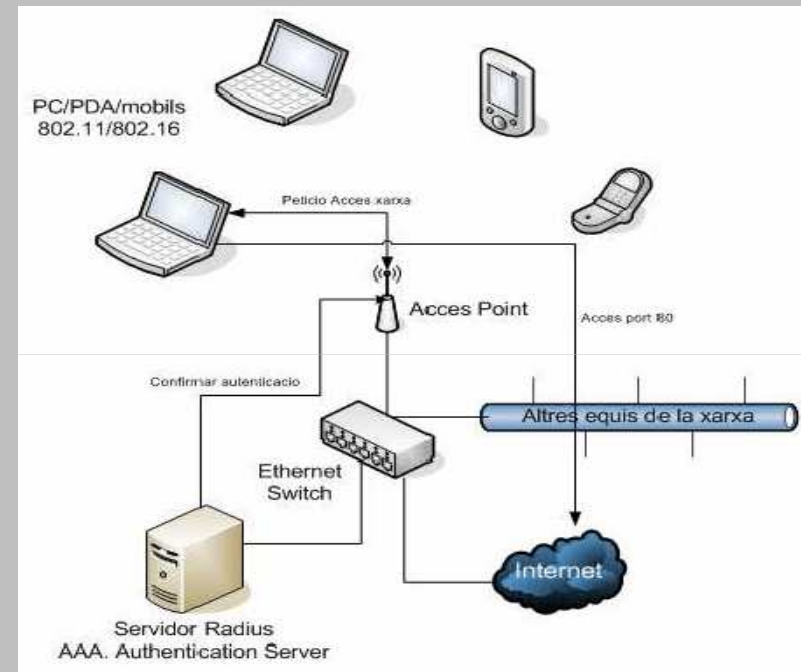 PC/PDA/mobils
802.11/802.16
Peticio Acces xarxa
Acces Point
Acces port 80
Confirmar autenticacio
Altres equis de la xarxa
Ethernet
Switch
Internet
Servidor Radius
AAA. Authentication Server